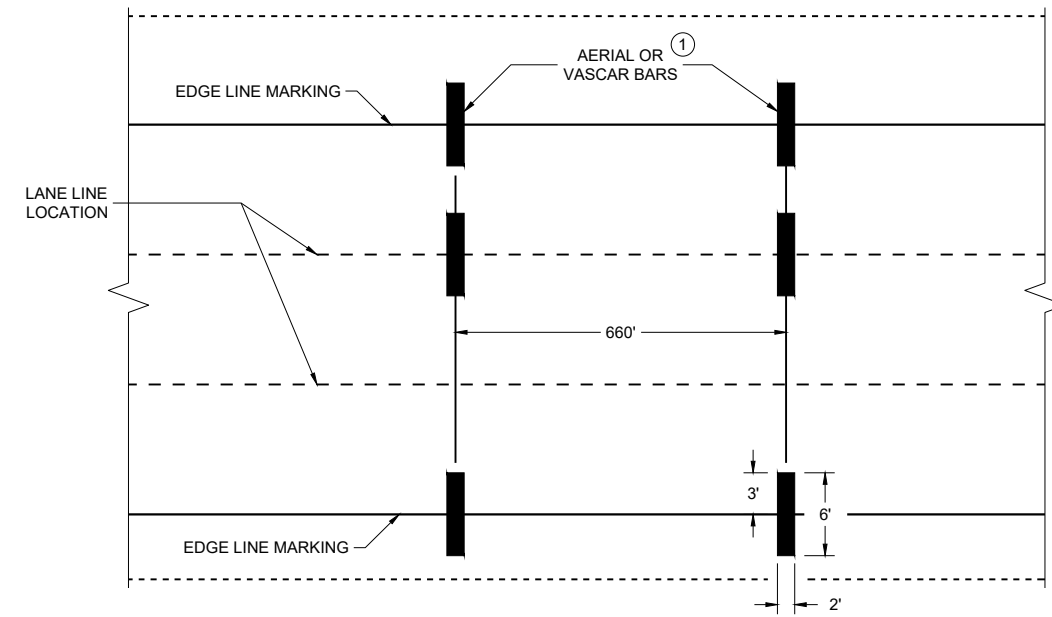 AERIAL OR ①
VASCAR BARS
EDGE LINE MARKING
LANE LINE
LOCATION
660'
3'
6'
EDGE LINE MARKING
2'